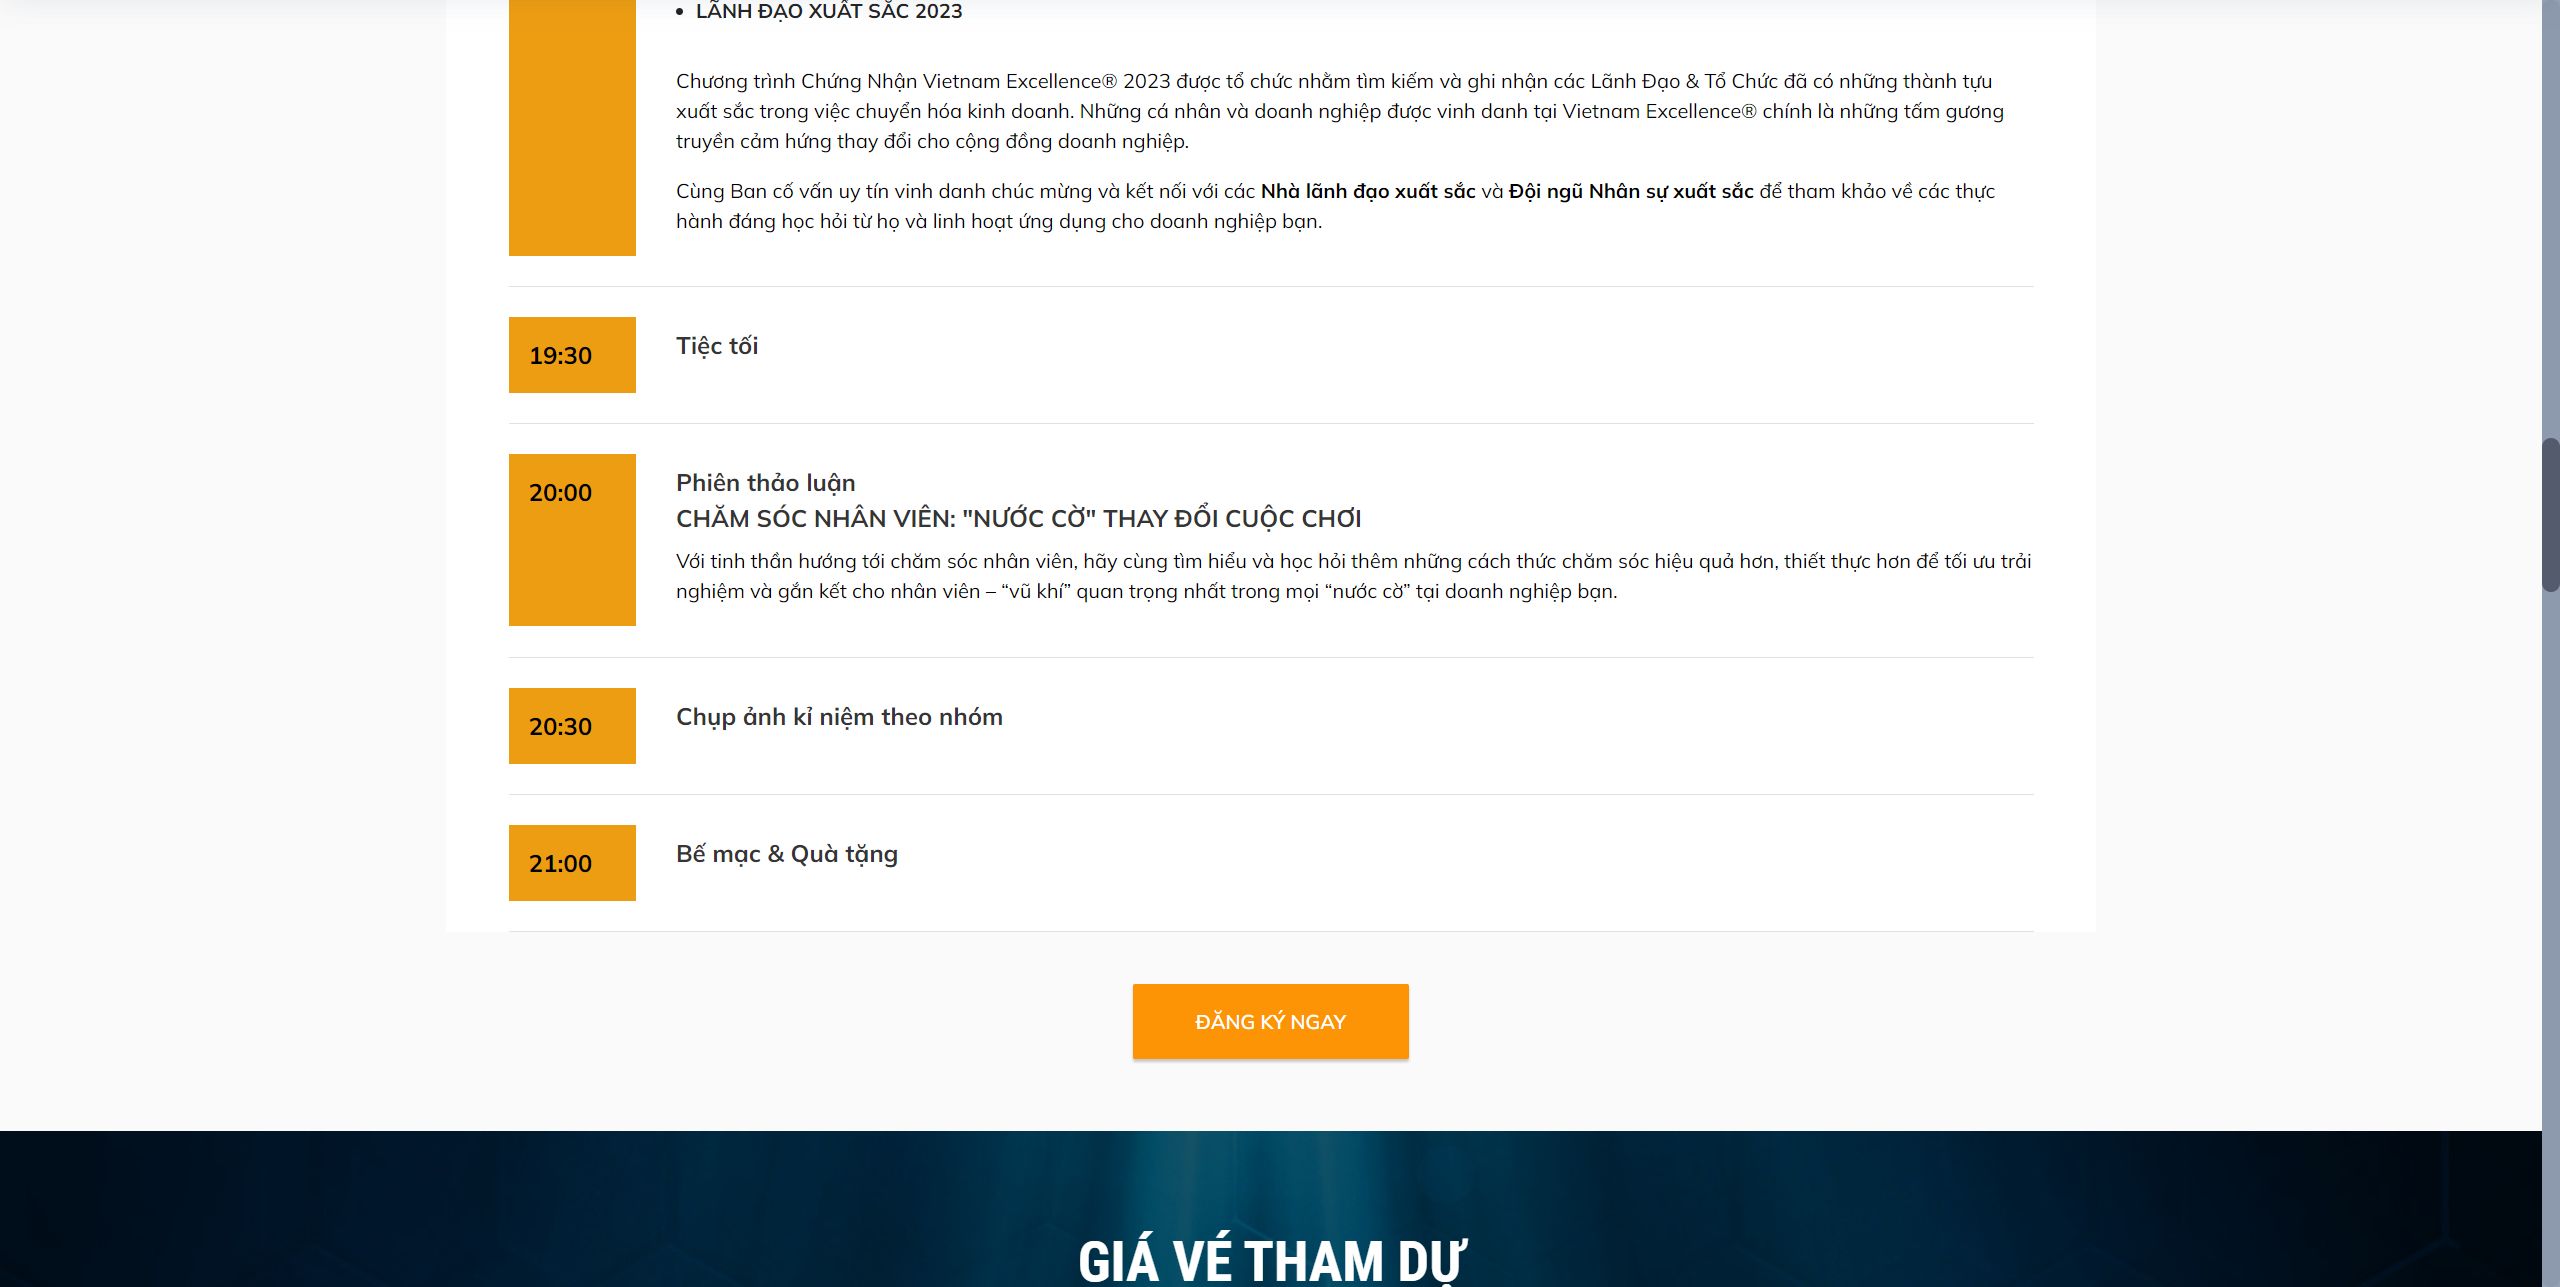 • LÃNH ĐẠO XUẤT SẮC 2023
Chương trình Chứng Nhận Vietnam Excellence® 2023 được tổ chức nhằm tìm kiếm và ghi nhận các Lãnh Đạo & Tổ Chức đã có những thành tựu
xuất sắc trong việc chuyển hóa kinh doanh. Những cá nhân và doanh nghiệp được vinh danh tại Vietnam Excellence® chính là những tấm gương
truyền cảm hứng thay đổi cho cộng đồng doanh nghiệp.
Cùng Ban cố vấn uy tín vinh danh chúc mừng và kết nối với các Nhà lãnh đạo xuất sắc và Đội ngũ Nhân sự xuất sắc để tham khảo về các thực
hành đáng học hỏi từ họ và linh hoạt ứng dụng cho doanh nghiệp bạn.
19:30
Tiệc tối
20:00
Phiên thảo luận
CHĂM SÓC NHÂN VIÊN: "NƯỚC CỜ" THAY ĐỔI CUỘC CHƠI
Với tinh thần hướng tới chăm sóc nhân viên, hãy cùng tìm hiểu và học hỏi thêm những cách thức chăm sóc hiệu quả hơn, thiết thực hơn để tối ưu trải
nghiệm và gắn kết cho nhân viên – “vũ khí” quan trọng nhất trong mọi “nước cờ” tại doanh nghiệp bạn.
20:30
Chụp ảnh kỉ niệm theo nhóm
21:00
Bế mạc & Quà tặng
ĐĂNG KÝ NGAY
GIÁ VÉ THAM DỰ